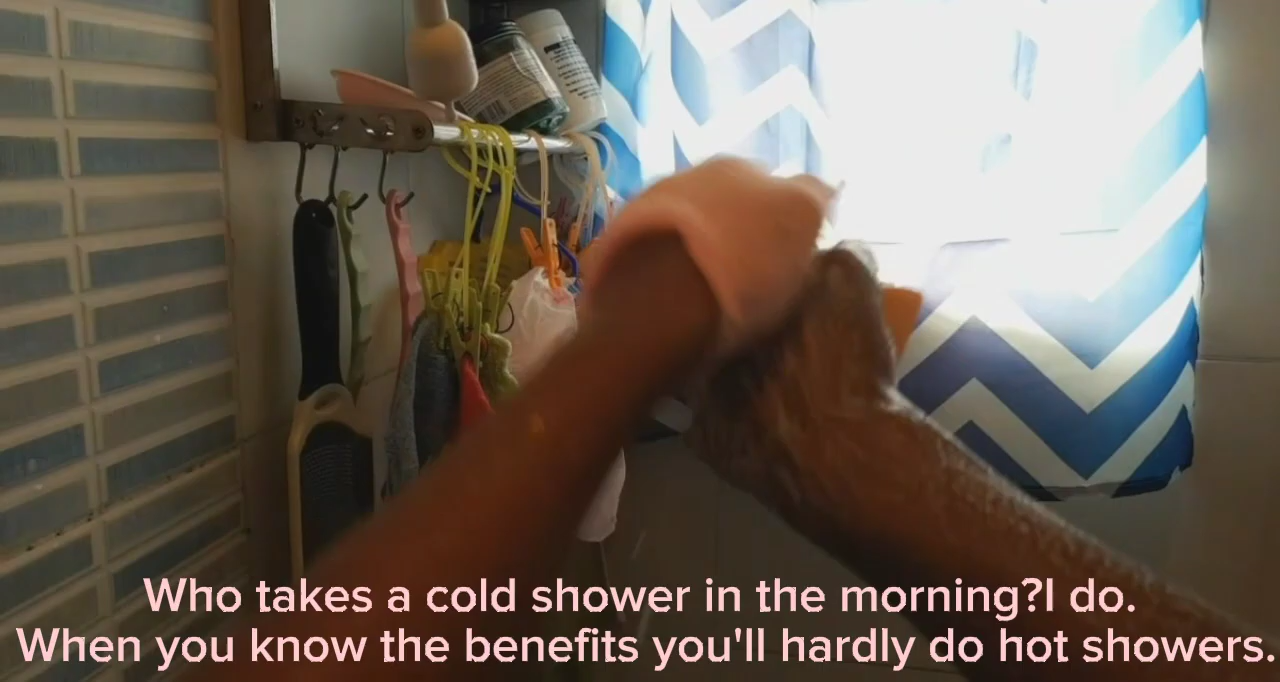 Who takes a cold shower in the morning?I do.
When you know the benefits you'll hardly do hot showers.